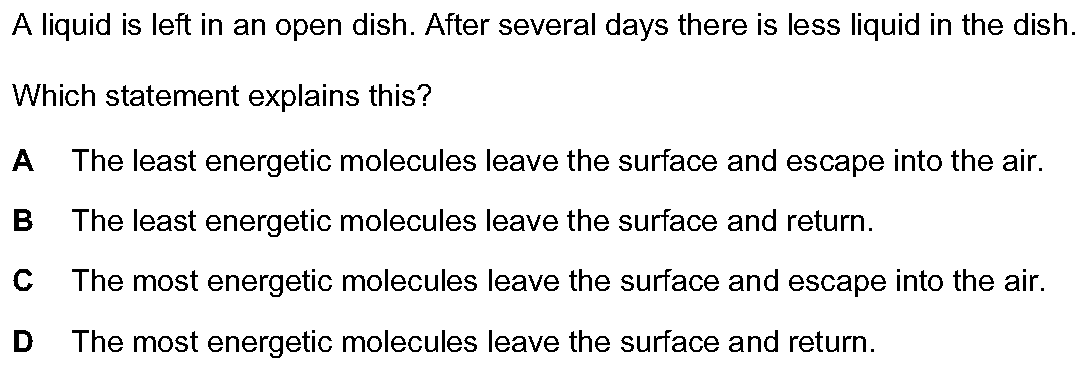 A liquid is left in an open dish. After several days there is less liquid in the dish.
Which statement explains this?
A The least energetic molecules leave the surface and escape into the air.
B The least energetic molecules leave the surface and return.
C The most energetic molecules leave the surface and escape into the air.
D The most energetic molecules leave the surface and return.